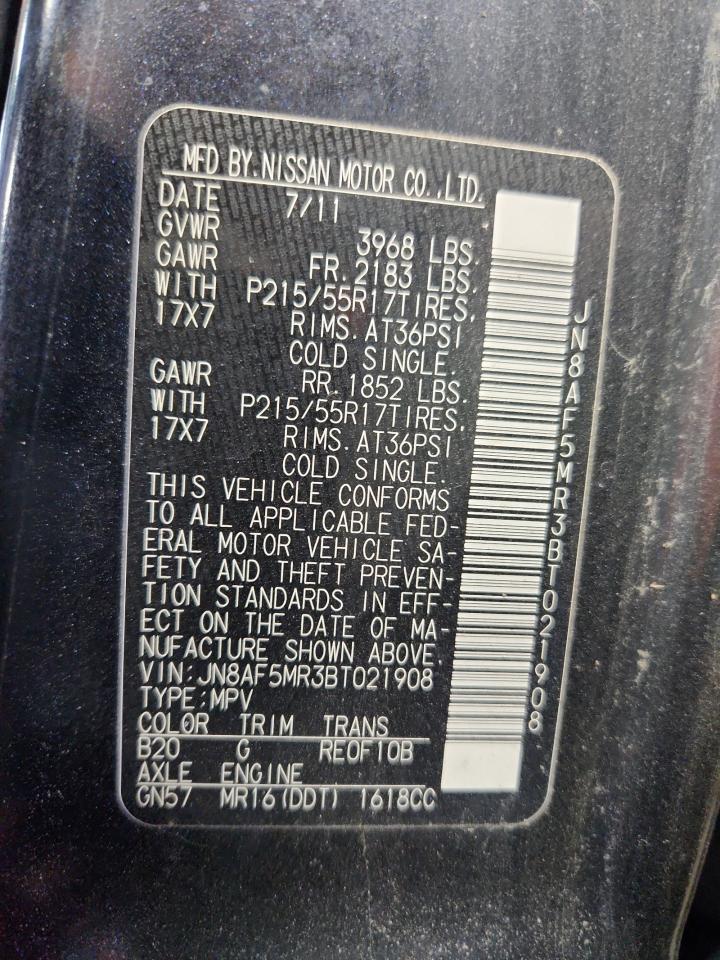 MFD BY.NISSAN MOTOR CO.,LTD.
DATE 7/11
GVWR 3968 LBS.
GAWR FR.2183 LBS.
WITH P215/55R17TIRES,
17X7 RIMS.AT36PSI
COLD SINGLE.
GAWR RR.1852 LBS.
WITH P215/55R17TIRES,
17X7 RIMS.AT36PSI
COLD SINGLE.
THIS VEHICLE CONFORMS
TO ALL APPLICABLE FED-
ERAL MOTOR VEHICLE SA-
FETY AND THEFT PREVEN-
TION STANDARDS IN EFF-
ECT ON THE DATE OF MA-
NUFACTURE SHOWN ABOVE.
VIN:JN8AF5MR3BT021908
TYPE:MPV
COLOR TRIM TRANS
B20 G RE0F10B
AXLE ENGINE
GN57 MR16(DDT) 1618CC
JN8AF5MR3BT021908